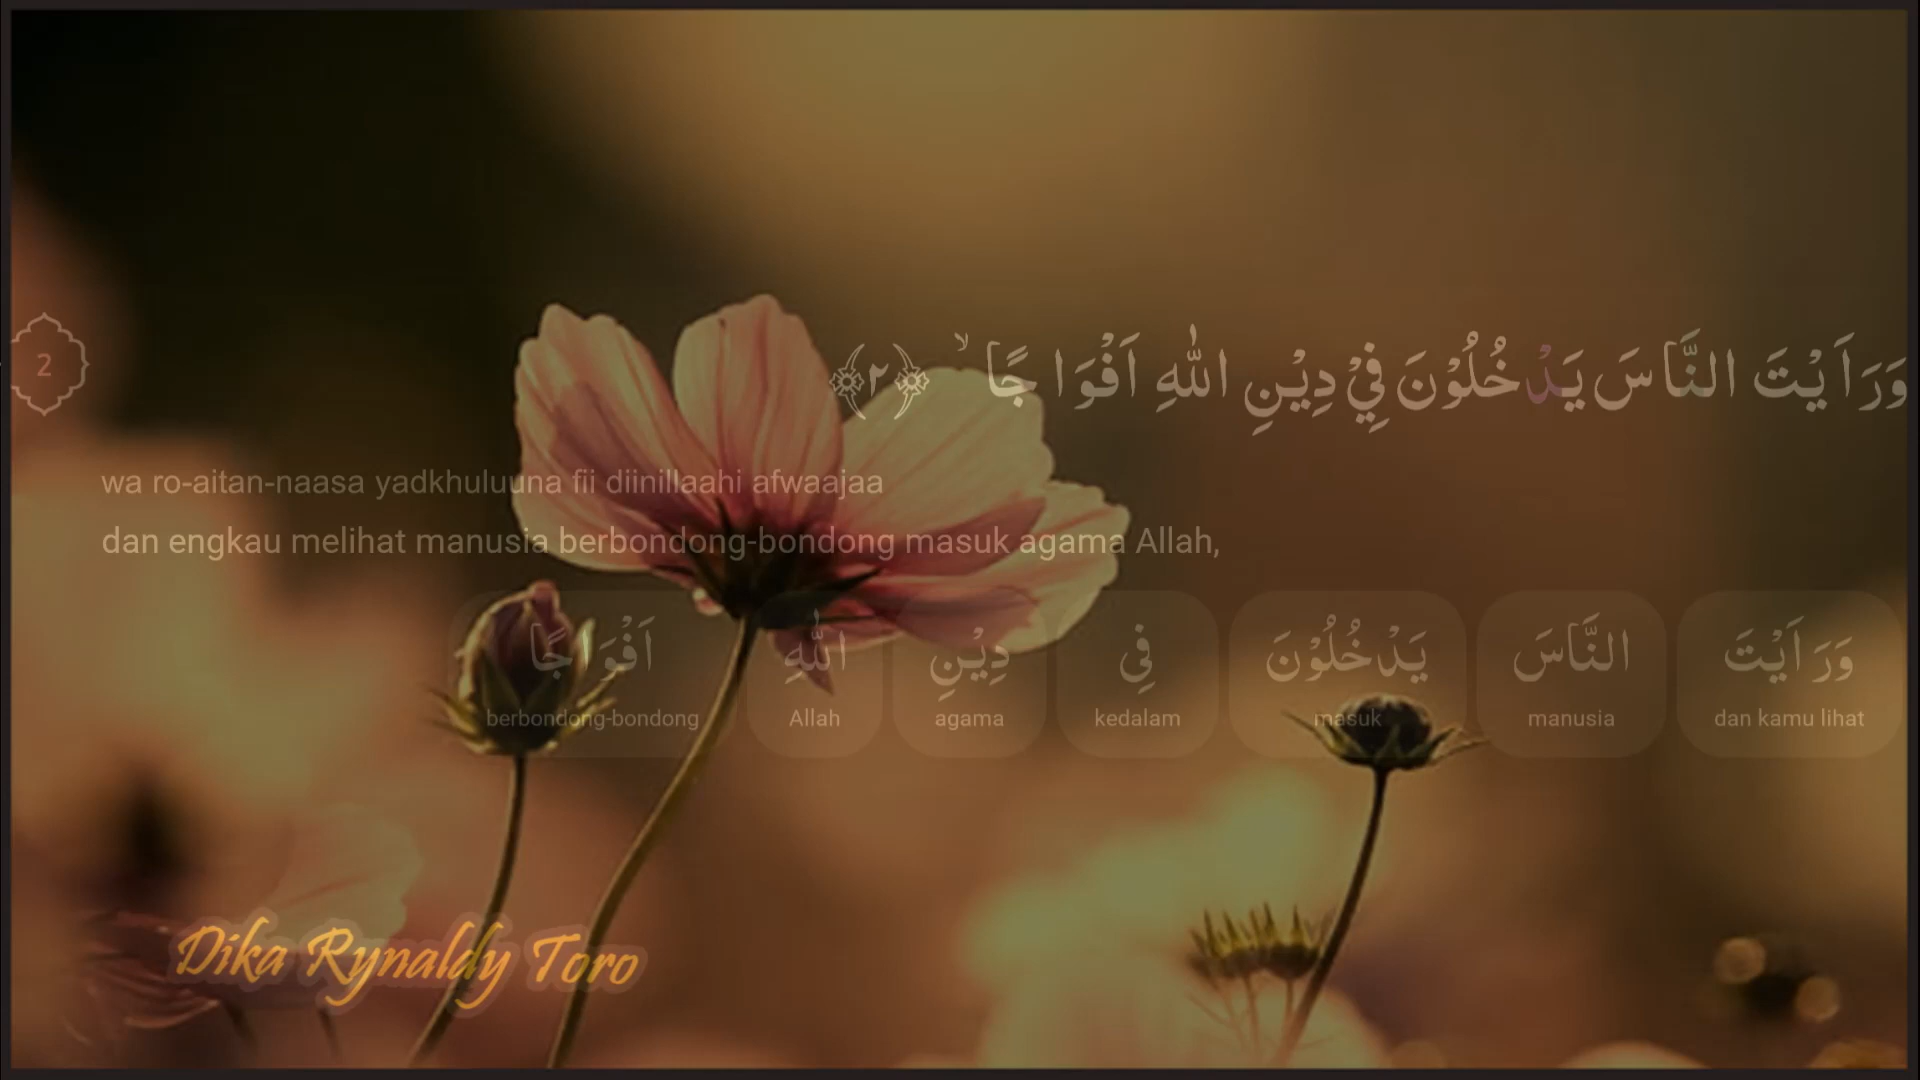 2
وَرَاَيْتَ النَّاسَ يَدْخُلُوْنَ فِيْ دِيْنِ اللّٰهِ اَفْوَاجًاۙ ﴿٢﴾
wa ro-aitan-naasa yadkhuluuna fii diinillaahi afwaajaa
dan engkau melihat manusia berbondong-bondong masuk agama Allah,
وَرَاَيْتَ النَّاسَ يَدْخُلُوْنَ فِى دِيْنِ اللّٰهِ اَفْوَاجًا
dan kamu lihat manusia masuk kedalam agama Allah berbondong-bondong
Dika Rynaldy Toro